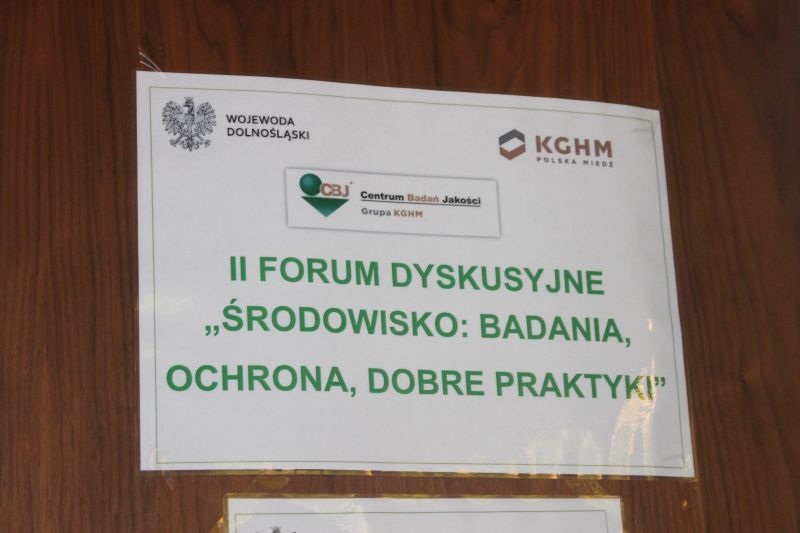 WOJEWODA
DOLNOŚLĄSKI
KGHM
POLSKA MIEDŹ
CBJ®
Centrum Badań Jakości
Grupa KGHM
II FORUM DYSKUSYJNE
„ŚRODOWISKO: BADANIA,
OCHRONA, DOBRE PRAKTYKI”